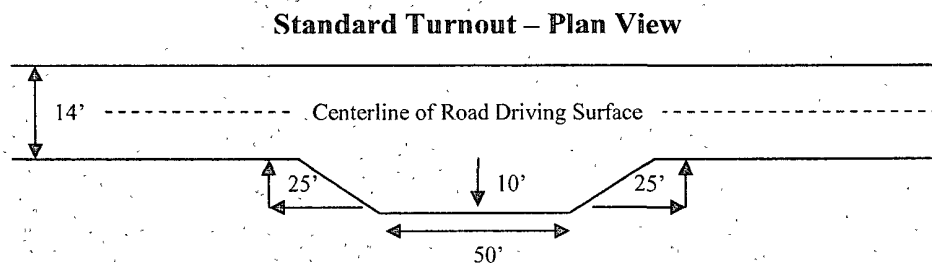 Standard Turnout – Plan View
14'
Centerline of Road Driving Surface
25'
10'
25'
50'